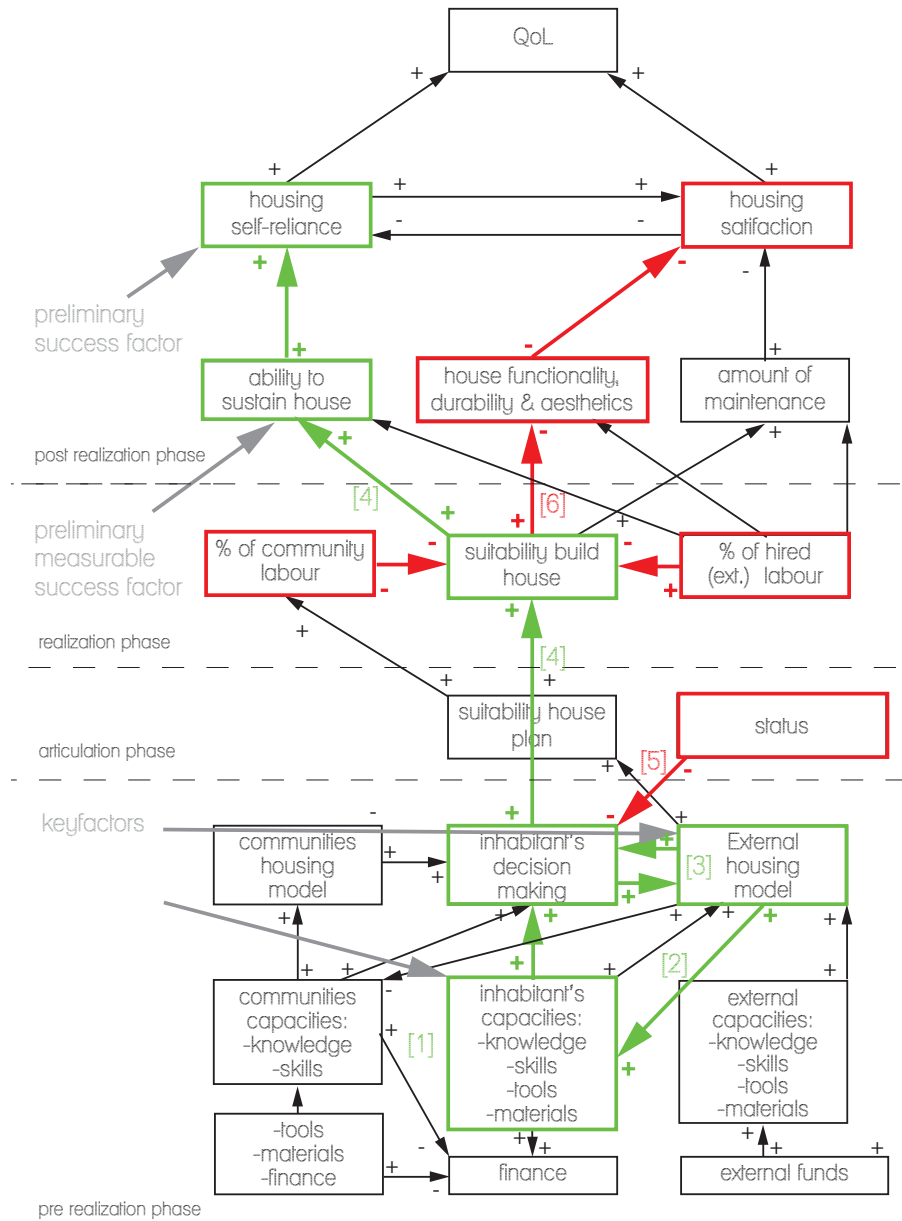 QoL
+ +
+ +
housing
self-reliance
+ +
- -
housing
satifaction
+ -
-
preliminary
success factor
+ - +
ability to
sustain house
house functionality,
durability & aesthetics
amount of
maintenance
+ - +
post realization phase
[4]
[6]
preliminary
measurable
success factor
+ + +
% of community
labour
- -
suitability build
house
- +
% of hired
(ext.) labour
+
+
realization phase
[4]
+ +
suitability house
plan
status
articulation phase
+ [5] -
keyfactors
- + - +
communities
housing
model
+ +
inhabitant's
decision
making
+ +
External
housing
model
[3]
+ + + + + + +
[2]
+ + + + +
communities
capacities:
-knowledge
-skills
- +
[1]
inhabitant's
capacities:
-knowledge
-skills
-tools
-materials
+
external
capacities:
-knowledge
-skills
-tools
-materials
-tools
-materials
-finance
- + -
+ +
finance
+ + +
external funds
pre realization phase